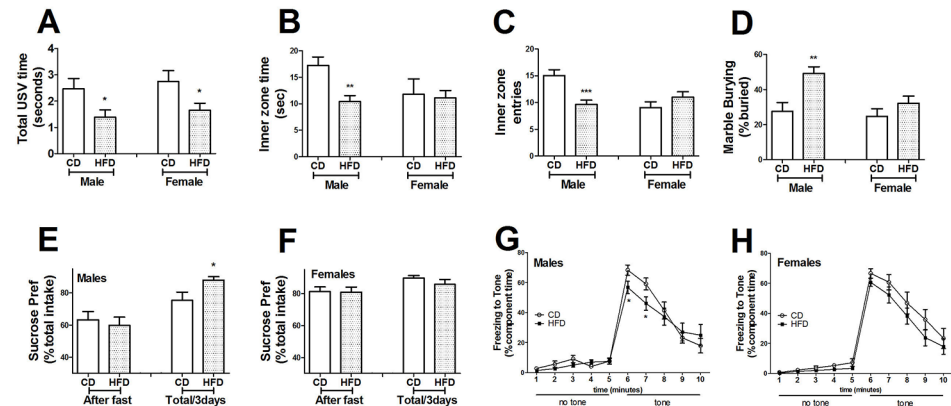 A
Total USV time
(seconds)
4
3
2
1
0
*
*
CD HFD CD HFD
Male Female
B
Inner zone time
(sec)
20
15
10
5
0
**
CD HFD CD HFD
Male Female
C
Inner zone
entries
20
15
10
5
0
***
CD HFD CD HFD
Male Female
D
Marble Burying
(% buried)
60
40
20
0
**
CD HFD CD HFD
Male Female
E
Males
Sucrose Pref
(% total intake)
80
60
40
*
CD HFD CD HFD
After fast Total/3days
F
Females
Sucrose Pref
(% total intake)
80
60
40
CD HFD CD HFD
After fast Total/3days
G
Males
Freezing to Tone
(% component time)
80
60
40
20
0
CD
HFD
*
*
1 2 3 4 5 6 7 8 9 10
time (minutes)
no tone tone
H
Females
Freezing to Tone
(% component time)
80
60
40
20
0
CD
HFD
1 2 3 4 5 6 7 8 9 10
time (minutes)
no tone tone